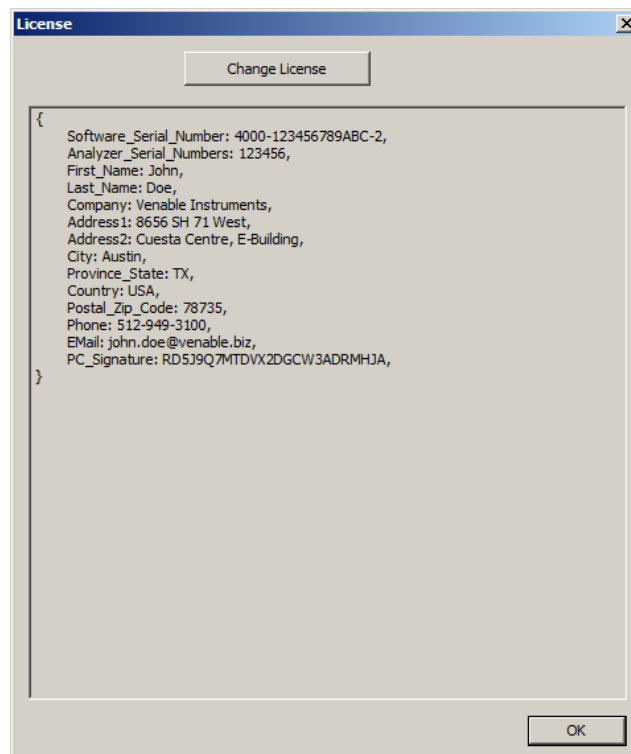 License
Change License
{
Software_Serial_Number: 4000-123456789ABC-2,
Analyzer_Serial_Numbers: 123456,
First_Name: John,
Last_Name: Doe,
Company: Venable Instruments,
Address1: 8656 SH 71 West,
Address2: Cuesta Centre, E-Building,
City: Austin,
Province_State: TX,
Country: USA,
Postal_Zip_Code: 78735,
Phone: 512-949-3100,
EMail: john.doe@venable.biz,
PC_Signature: RD5J9Q7MTDVX2DGCW3ADRMHJA,
}
OK